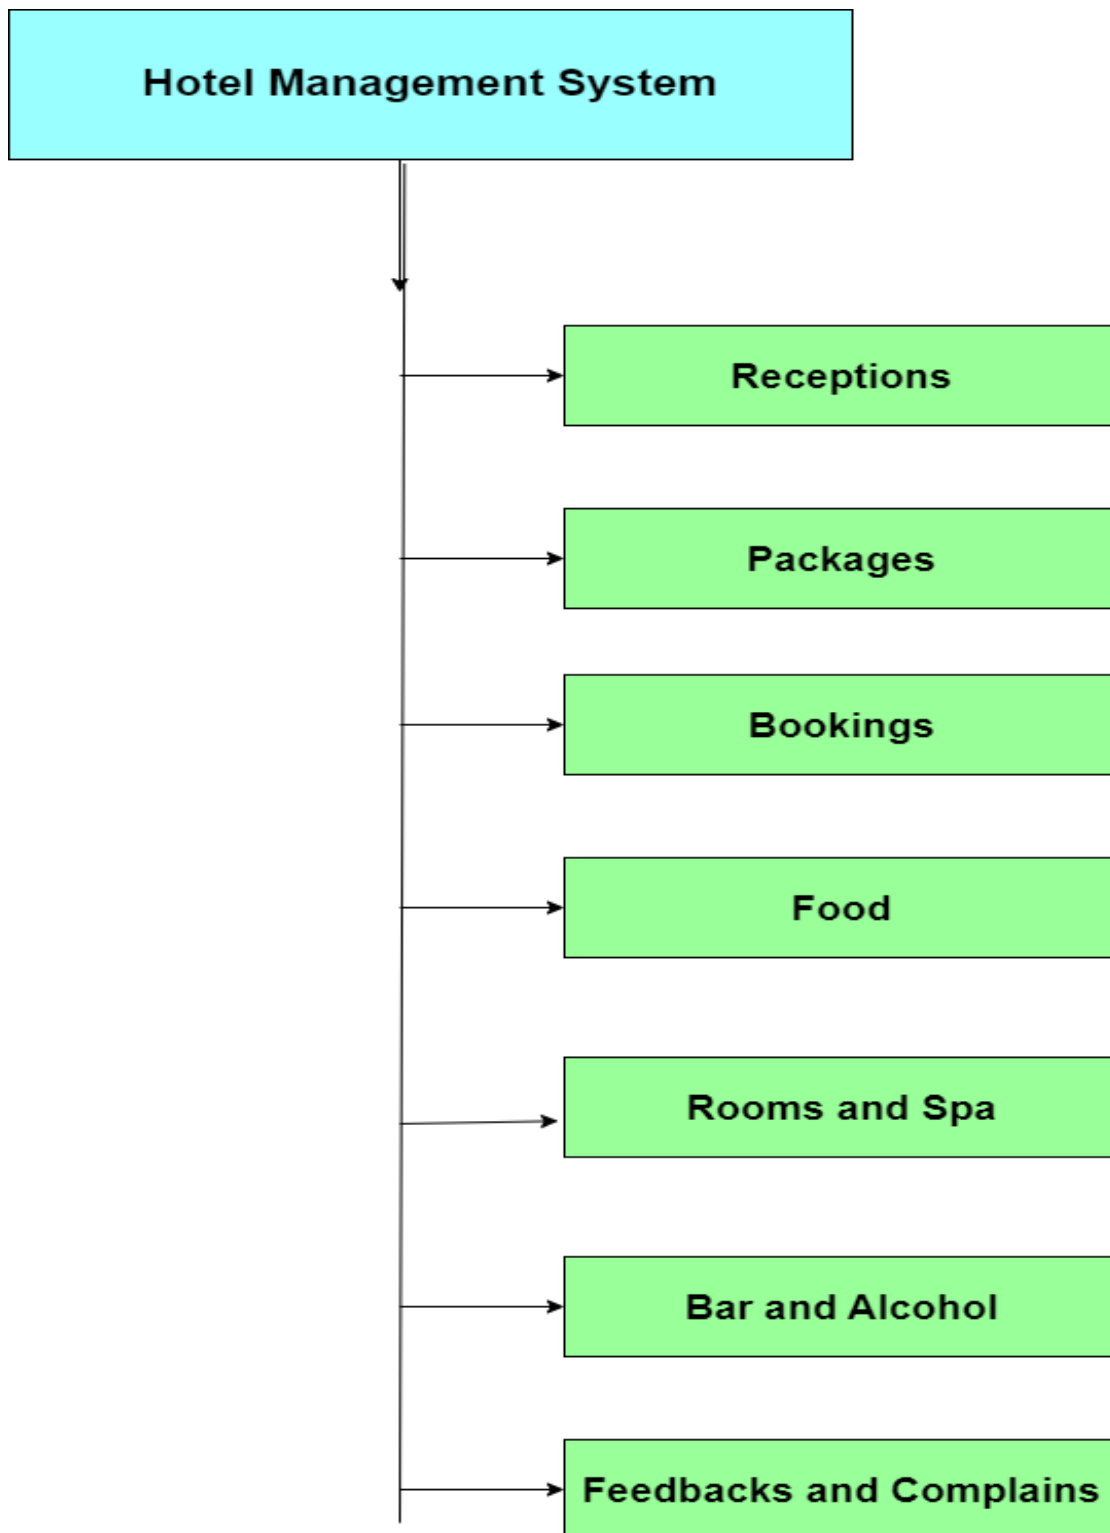 Hotel Management System
Receptions
Packages
Bookings
Food
Rooms and Spa
Bar and Alcohol
Feedbacks and Complains